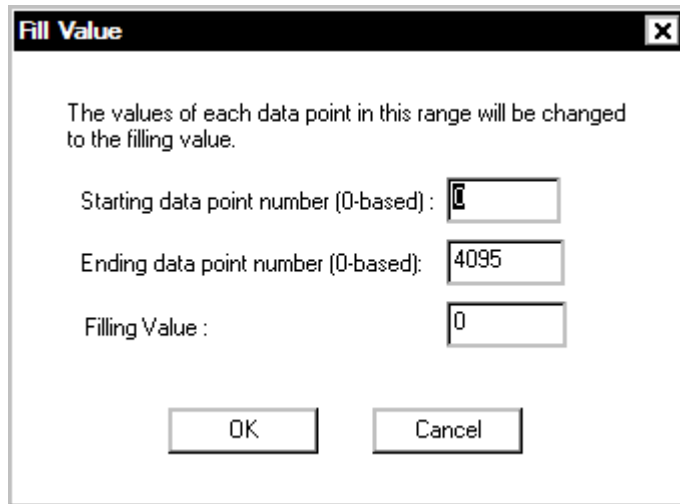 Fill Value
The values of each data point in this range will be changed
to the filling value.
Starting data point number (0-based) : 0
Ending data point number (0-based): 4095
Filling Value : 0
OK Cancel